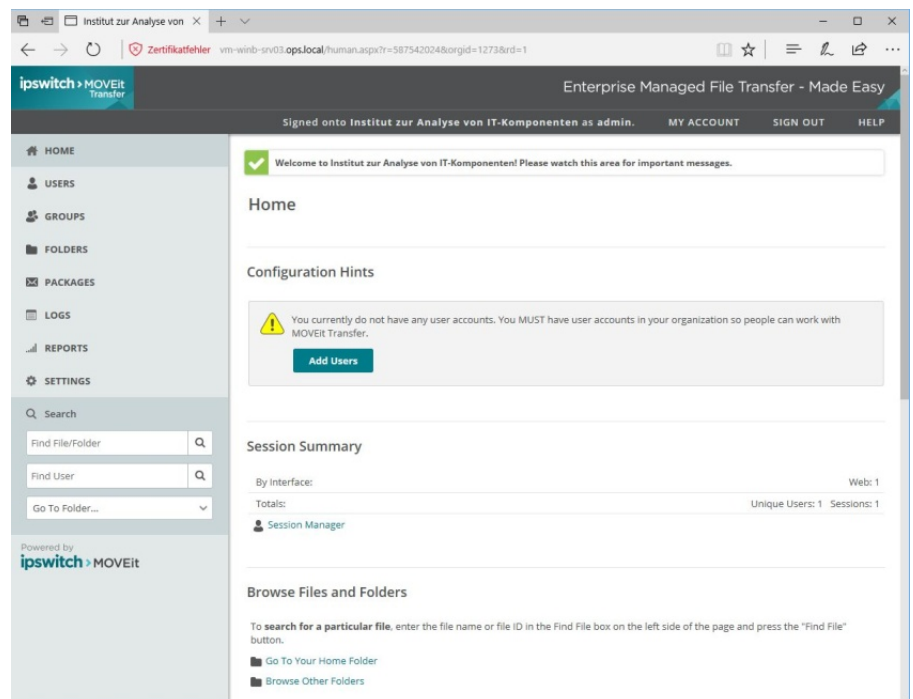 Institut zur Analyse von
Zertifikatfehler vm-winb-srv03.ops.local/human.aspx?r=587542024&orgid=1273&rd=1
ipswitch MOVEit
Transfer
Enterprise Managed File Transfer - Made Easy
Signed onto Institut zur Analyse von IT-Komponenten as admin. MY ACCOUNT SIGN OUT HELP
HOME
USERS
GROUPS
FOLDERS
PACKAGES
LOGS
REPORTS
SETTINGS
Search
Find File/Folder
Find User
Go To Folder...
Powered by
ipswitch MOVEit
Welcome to Institut zur Analyse von IT-Komponenten! Please watch this area for important messages.
Home
Configuration Hints
You currently do not have any user accounts. You MUST have user accounts in your organization so people can work with
MOVEit Transfer.
Add Users
Session Summary
By Interface: Web: 1
Totals: Unique Users: 1 Sessions: 1
Session Manager
Browse Files and Folders
To search for a particular file, enter the file name or file ID in the Find File box on the left side of the page and press the "Find File"
button.
Go To Your Home Folder
Browse Other Folders